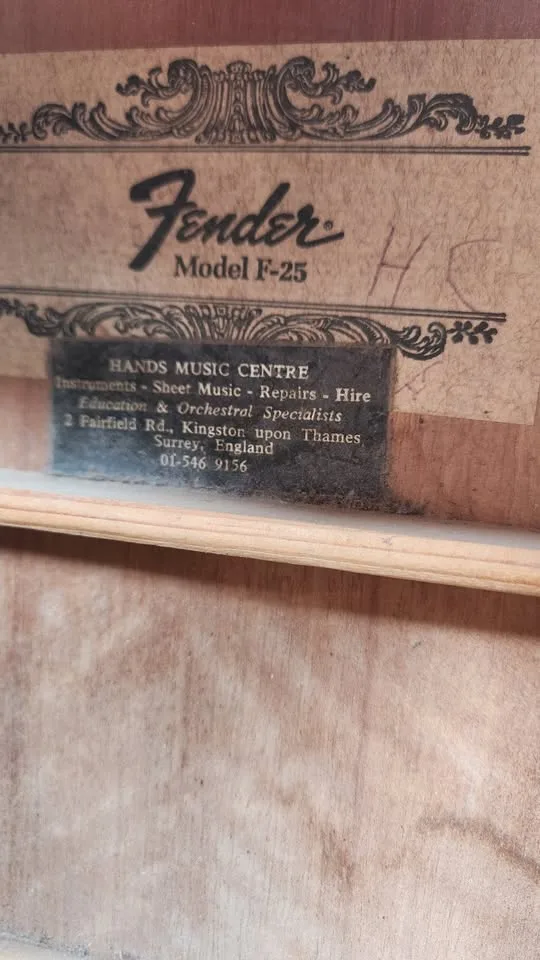 Fender®
Model F-25
H C
HANDS MUSIC CENTRE
Instruments - Sheet Music - Repairs - Hire
Education & Orchestral Specialists
2 Fairfield Rd., Kingston upon Thames
Surrey, England
01-546 9156